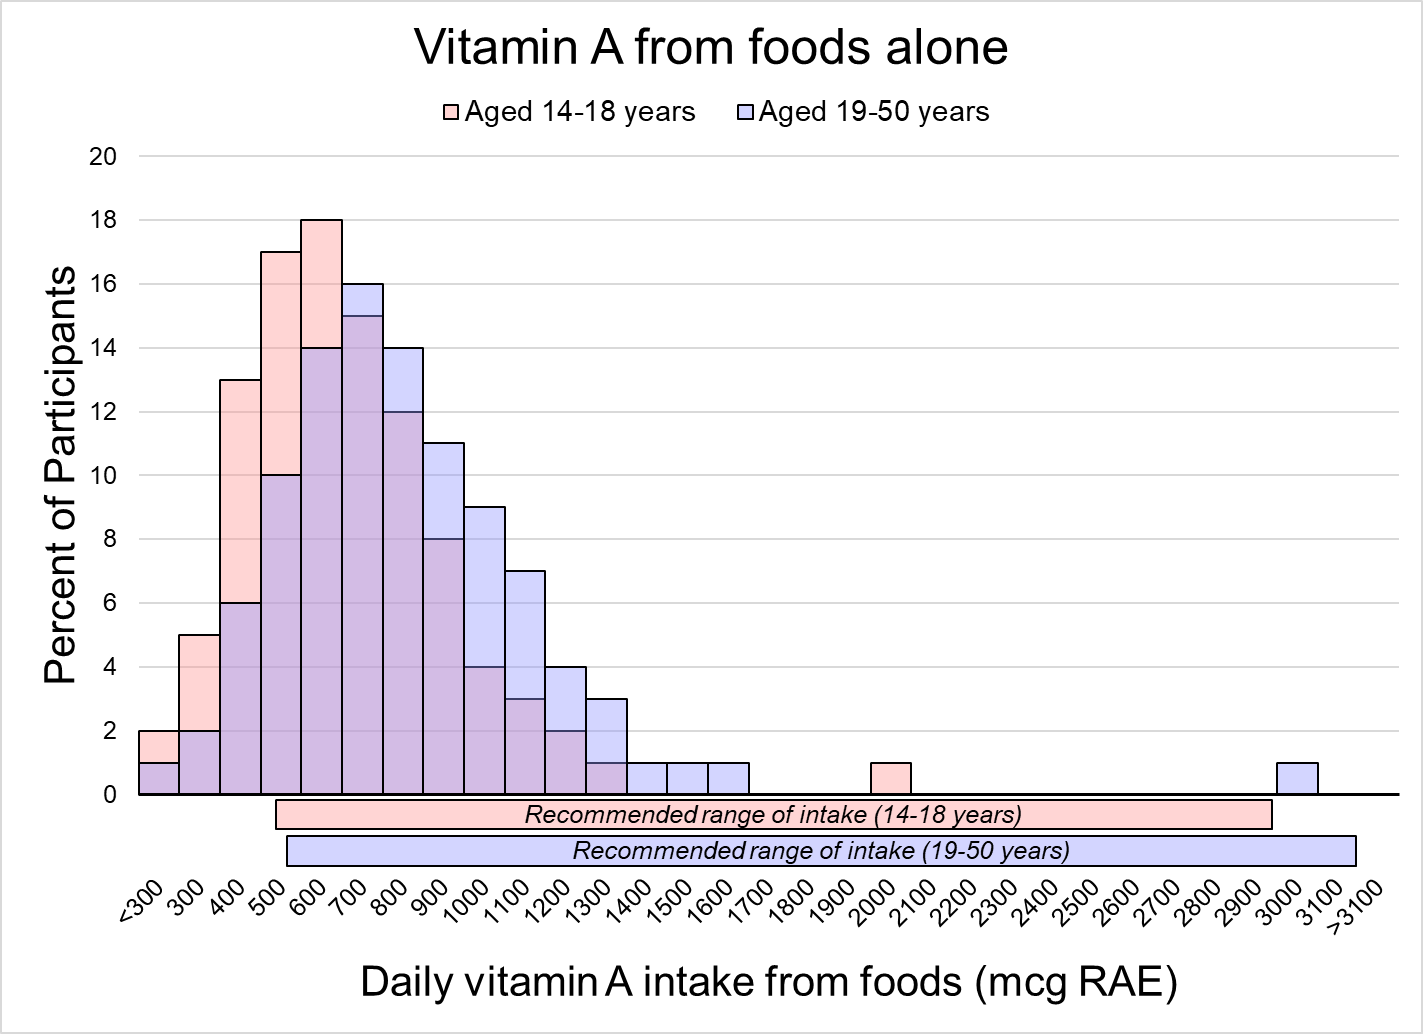 Vitamin A from foods alone
Aged 14-18 years Aged 19-50 years
20
18
16
14
12
10
8
6
4
2
0
Percent of Participants
Recommended range of intake (14-18 years)
Recommended range of intake (19-50 years)
<300 300 400 500 600 700 800 900 1000 1100 1200 1300 1400 1500 1600 1700 1800 1900 2000 2100 2200 2300 2400 2500 2600 2700 2800 2900 3000 3100 >3100
Daily vitamin A intake from foods (mcg RAE)